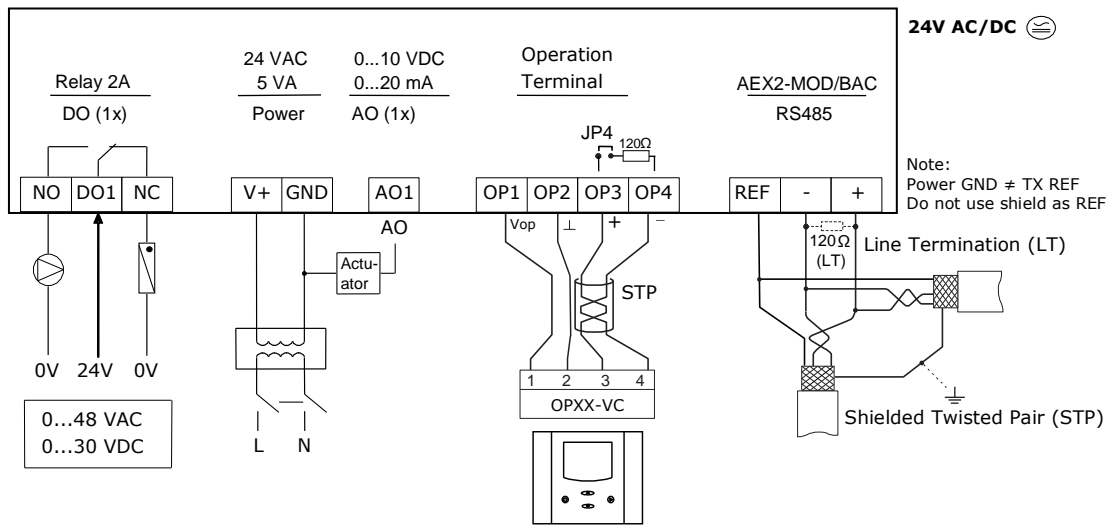 24V AC/DC
24 VAC
5 VA
Power
0...10 VDC
0...20 mA
AO (1x)
Operation
Terminal
Relay 2A
DO (1x)
AEX2-MOD/BAC
RS485
JP4
120Ω
NO DO1 NC
V+ GND
AO1
OP1 OP2 OP3 OP4
REF - +
Note:
Power GND ≠ TX REF
Do not use shield as REF
Vop ⊥ + −
AO
Actu-
ator
STP
120Ω
(LT)
Line Termination (LT)
0V 24V 0V
0...48 VAC
0...30 VDC
L N
1 2 3 4
OPXX-VC
Shielded Twisted Pair (STP)